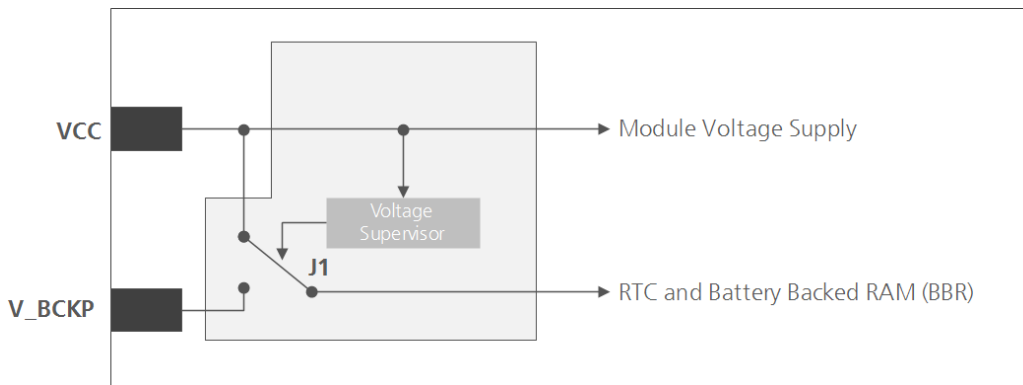 VCC
Module Voltage Supply
Voltage
Supervisor
J1
V_BCKP
RTC and Battery Backed RAM (BBR)